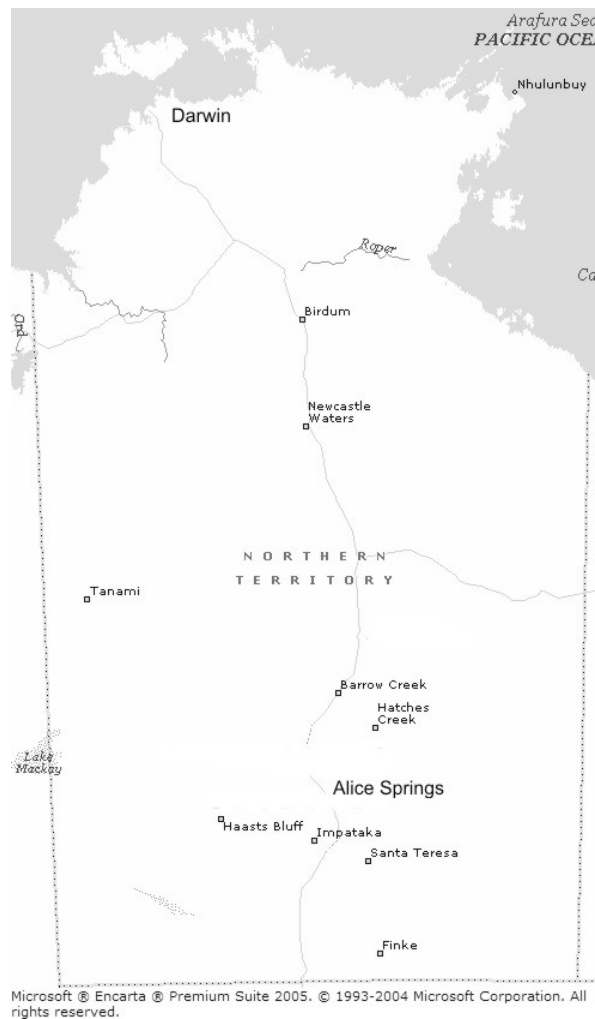 Arafura Sea
PACIFIC OCEA
Nhulunbuy
Darwin
Roper
Ca
Birdum
Ord
Newcastle
Waters
NORTHERN
TERRITORY
Tanami
Barrow Creek
Hatches
Creek
Lake
Mackay
Alice Springs
Haasts Bluff
Impataka
Santa Teresa
Finke
Microsoft ® Encarta ® Premium Suite 2005. © 1993-2004 Microsoft Corporation. All
rights reserved.